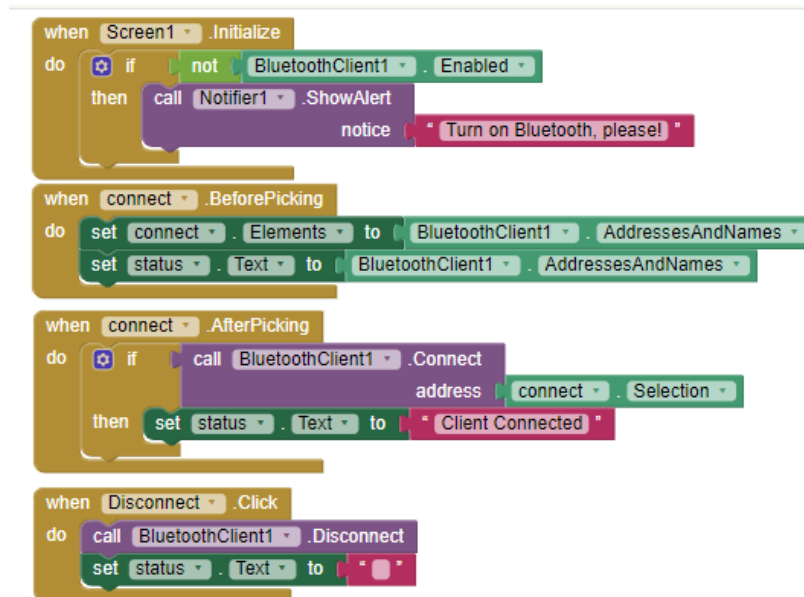 when Screen1 .Initialize
do if not BluetoothClient1 . Enabled
then call Notifier1 .ShowAlert
notice " Turn on Bluetooth, please! "
when connect .BeforePicking
do set connect . Elements to BluetoothClient1 . AddressesAndNames
set status . Text to BluetoothClient1 . AddressesAndNames
when connect .AfterPicking
do if call BluetoothClient1 .Connect
address connect . Selection
then set status . Text to " Client Connected "
when Disconnect .Click
do call BluetoothClient1 .Disconnect
set status . Text to " "